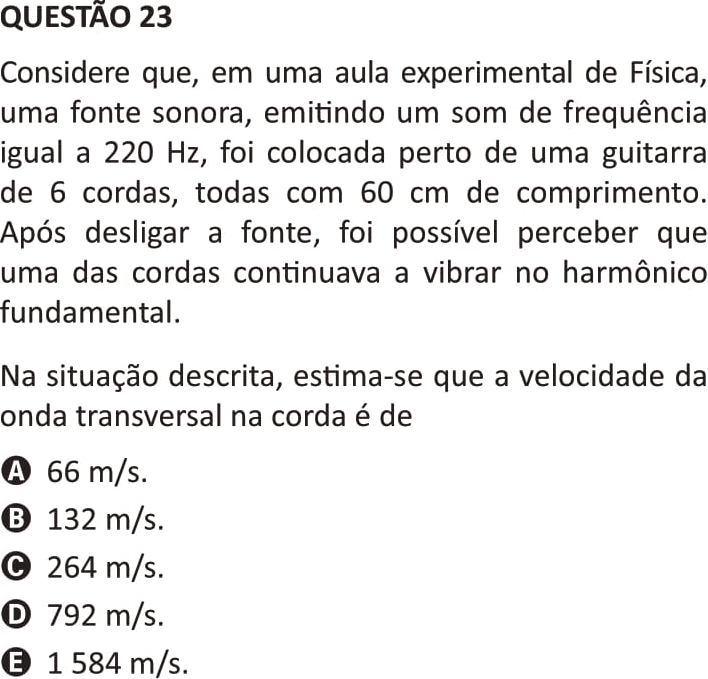 QUESTÃO 23
Considere que, em uma aula experimental de Física,
uma fonte sonora, emitindo um som de frequência
igual a 220 Hz, foi colocada perto de uma guitarra
de 6 cordas, todas com 60 cm de comprimento.
Após desligar a fonte, foi possível perceber que
uma das cordas continuava a vibrar no harmônico
fundamental.
Na situação descrita, estima-se que a velocidade da
onda transversal na corda é de
A 66 m/s.
B 132 m/s.
C 264 m/s.
D 792 m/s.
E 1 584 m/s.